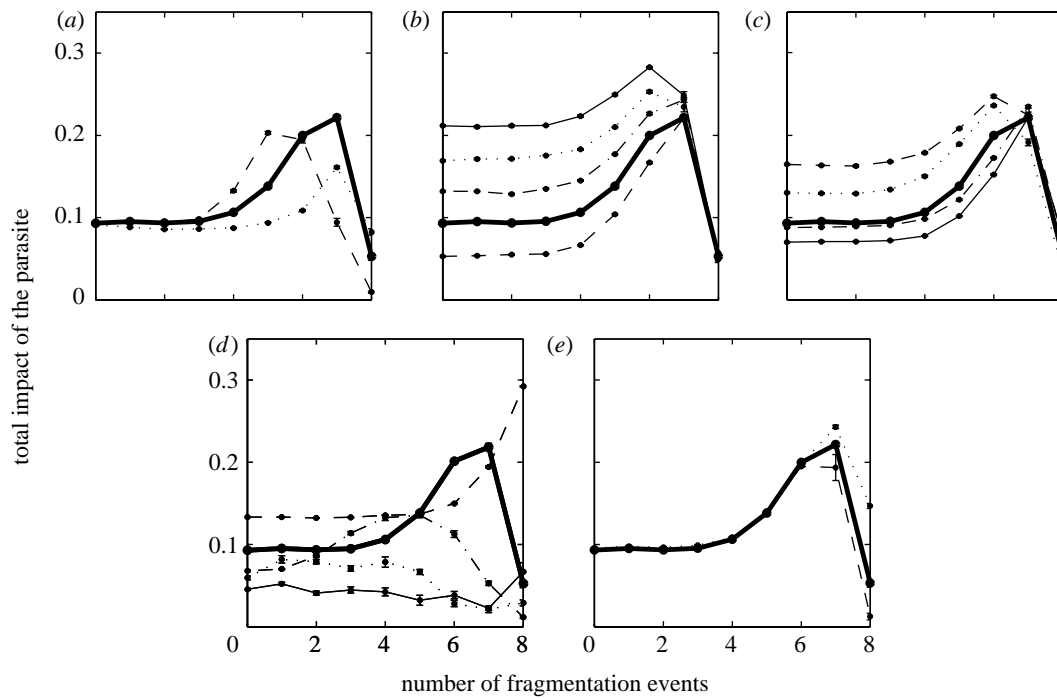 (a) (b) (c)
0.3
0.2
0.1
0
(d) (e)
0.3
0.2
0.1
0 2 4 6 8 0 2 4 6 8
total impact of the parasite
number of fragmentation events